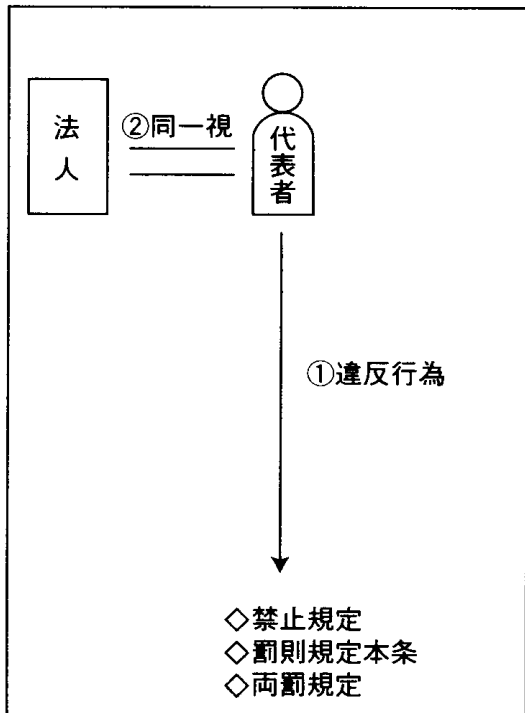 法人
②同一視
代表者
①違反行為
◇禁止規定
◇罰則規定本条
◇両罰規定